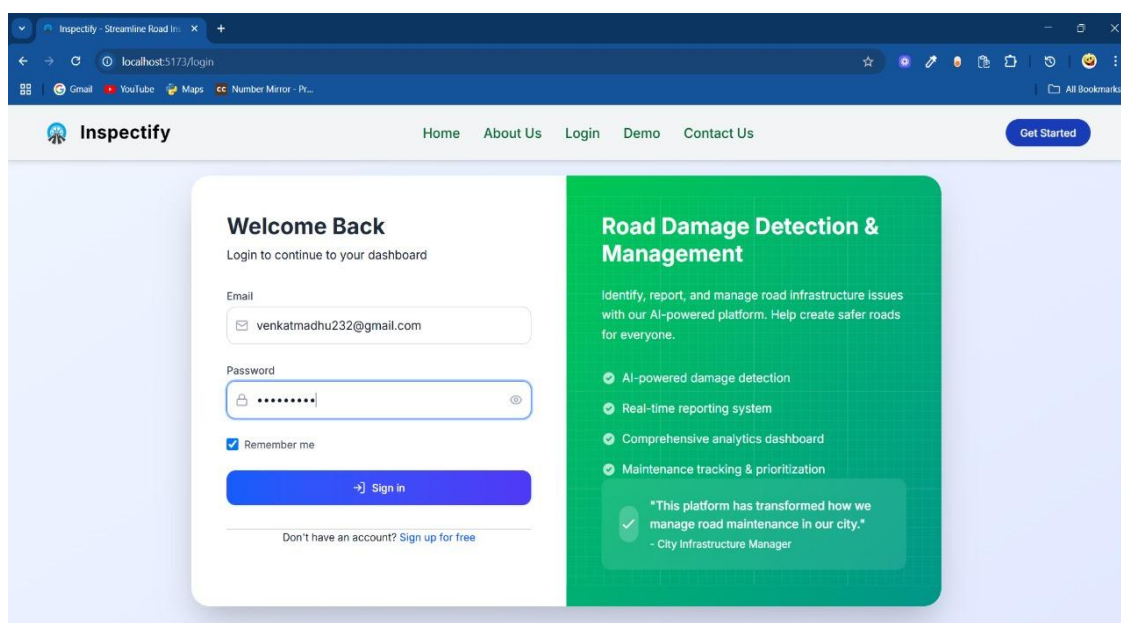 Inspectify - Streamline Road In
localhost:5173/login
Gmail YouTube Maps Number Mirror - Pr...
All Bookmarks
Inspectify Home About Us Login Demo Contact Us Get Started
Welcome Back
Login to continue to your dashboard
Email
venkatmadhu232@gmail.com
Password
•••••••••
Remember me
Sign in
Don't have an account? Sign up for free
Road Damage Detection &
Management
Identify, report, and manage road infrastructure issues
with our AI-powered platform. Help create safer roads
for everyone.
AI-powered damage detection
Real-time reporting system
Comprehensive analytics dashboard
Maintenance tracking & prioritization
"This platform has transformed how we
manage road maintenance in our city."
- City Infrastructure Manager